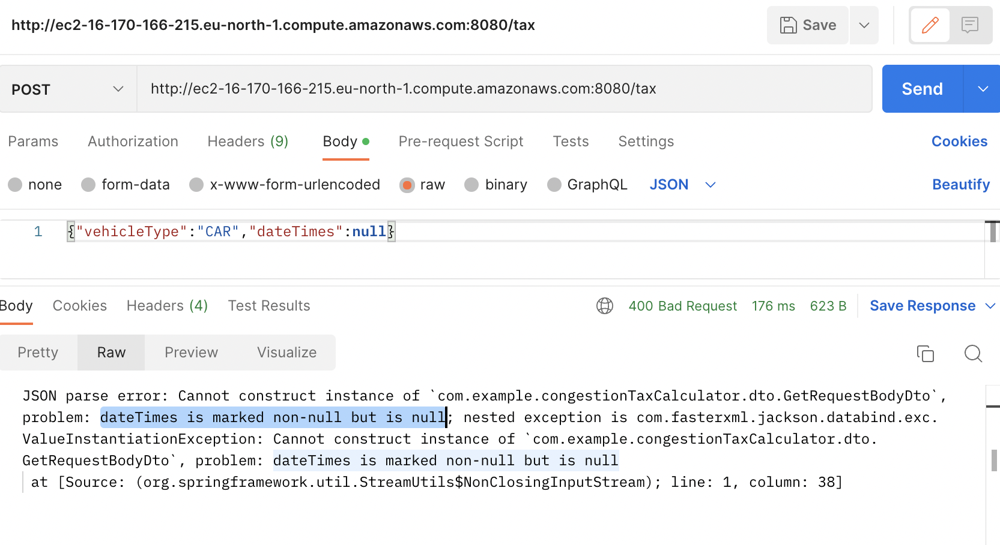 http://ec2-16-170-166-215.eu-north-1.compute.amazonaws.com:8080/tax
Save
POST
http://ec2-16-170-166-215.eu-north-1.compute.amazonaws.com:8080/tax
Send
Params Authorization Headers (9) Body Pre-request Script Tests Settings Cookies
none form-data x-www-form-urlencoded raw binary GraphQL JSON Beautify
1 {"vehicleType":"CAR","dateTimes":null}
Body Cookies Headers (4) Test Results 400 Bad Request 176 ms 623 B Save Response
Pretty Raw Preview Visualize
JSON parse error: Cannot construct instance of `com.example.congestionTaxCalculator.dto.GetRequestBodyDto`,
problem: dateTimes is marked non-null but is null; nested exception is com.fasterxml.jackson.databind.exc.
ValueInstantiationException: Cannot construct instance of `com.example.congestionTaxCalculator.dto.
GetRequestBodyDto`, problem: dateTimes is marked non-null but is null
at [Source: (org.springframework.util.StreamUtils$NonClosingInputStream); line: 1, column: 38]